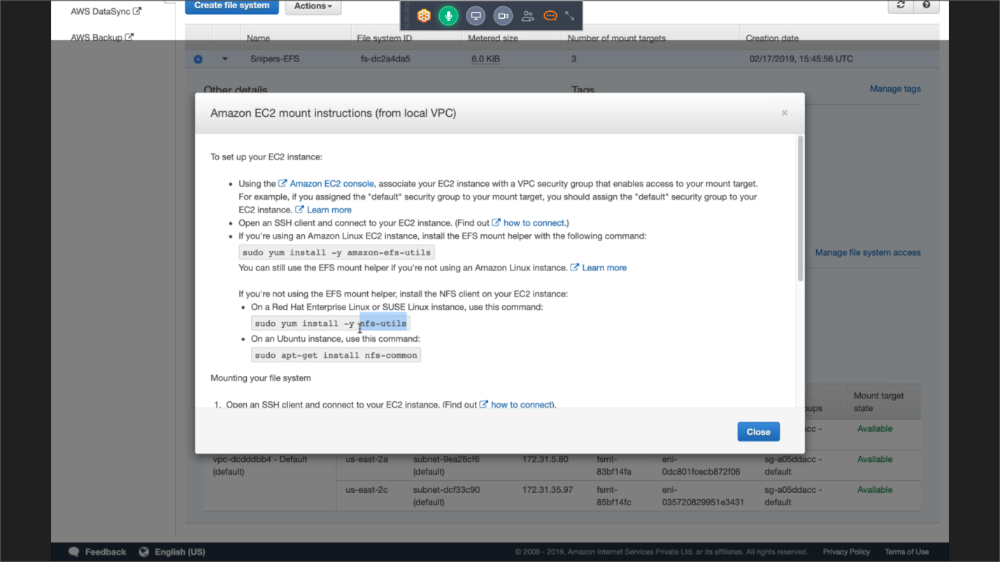 AWS DataSync
AWS Backup
Create file system
Actions
Name
File system ID
Metered size
Number of mount targets
Creation date
Snipers-EFS
fs-dc2a4da5
6.0 KiB
3
02/17/2019, 15:45:56 UTC
Other details
Tags
Manage tags
Amazon EC2 mount instructions (from local VPC)
×
To set up your EC2 instance:
• Using the Amazon EC2 console, associate your EC2 instance with a VPC security group that enables access to your mount target.
For example, if you assigned the "default" security group to your mount target, you should assign the "default" security group to your
EC2 instance. Learn more
• Open an SSH client and connect to your EC2 instance. (Find out how to connect.)
• If you're using an Amazon Linux EC2 instance, install the EFS mount helper with the following command:
sudo yum install -y amazon-efs-utils
You can still use the EFS mount helper if you're not using an Amazon Linux instance. Learn more
If you're not using the EFS mount helper, install the NFS client on your EC2 instance:
• On a Red Hat Enterprise Linux or SUSE Linux instance, use this command:
sudo yum install -y nfs-utils
• On an Ubuntu instance, use this command:
sudo apt-get install nfs-common
Mounting your file system
1. Open an SSH client and connect to your EC2 instance. (Find out how to connect).
Close
Manage file system access
Mount target
state
Available
vpc-dcdddbb4 - Default
(default)
us-east-2a
subnet-9ea28cf6
(default)
172.31.5.80
fsmt-
83bf14fa
eni-
0dc801fcecb872f06
sg-a05ddacc -
default
Available
us-east-2c
subnet-dcf33c90
(default)
172.31.35.97
fsmt-
85bf14fc
eni-
035720829951e3431
sg-a05ddacc -
default
Available
Feedback
English (US)
© 2008 - 2019, Amazon Internet Services Private Ltd. or its affiliates. All rights reserved.
Privacy Policy
Terms of Use